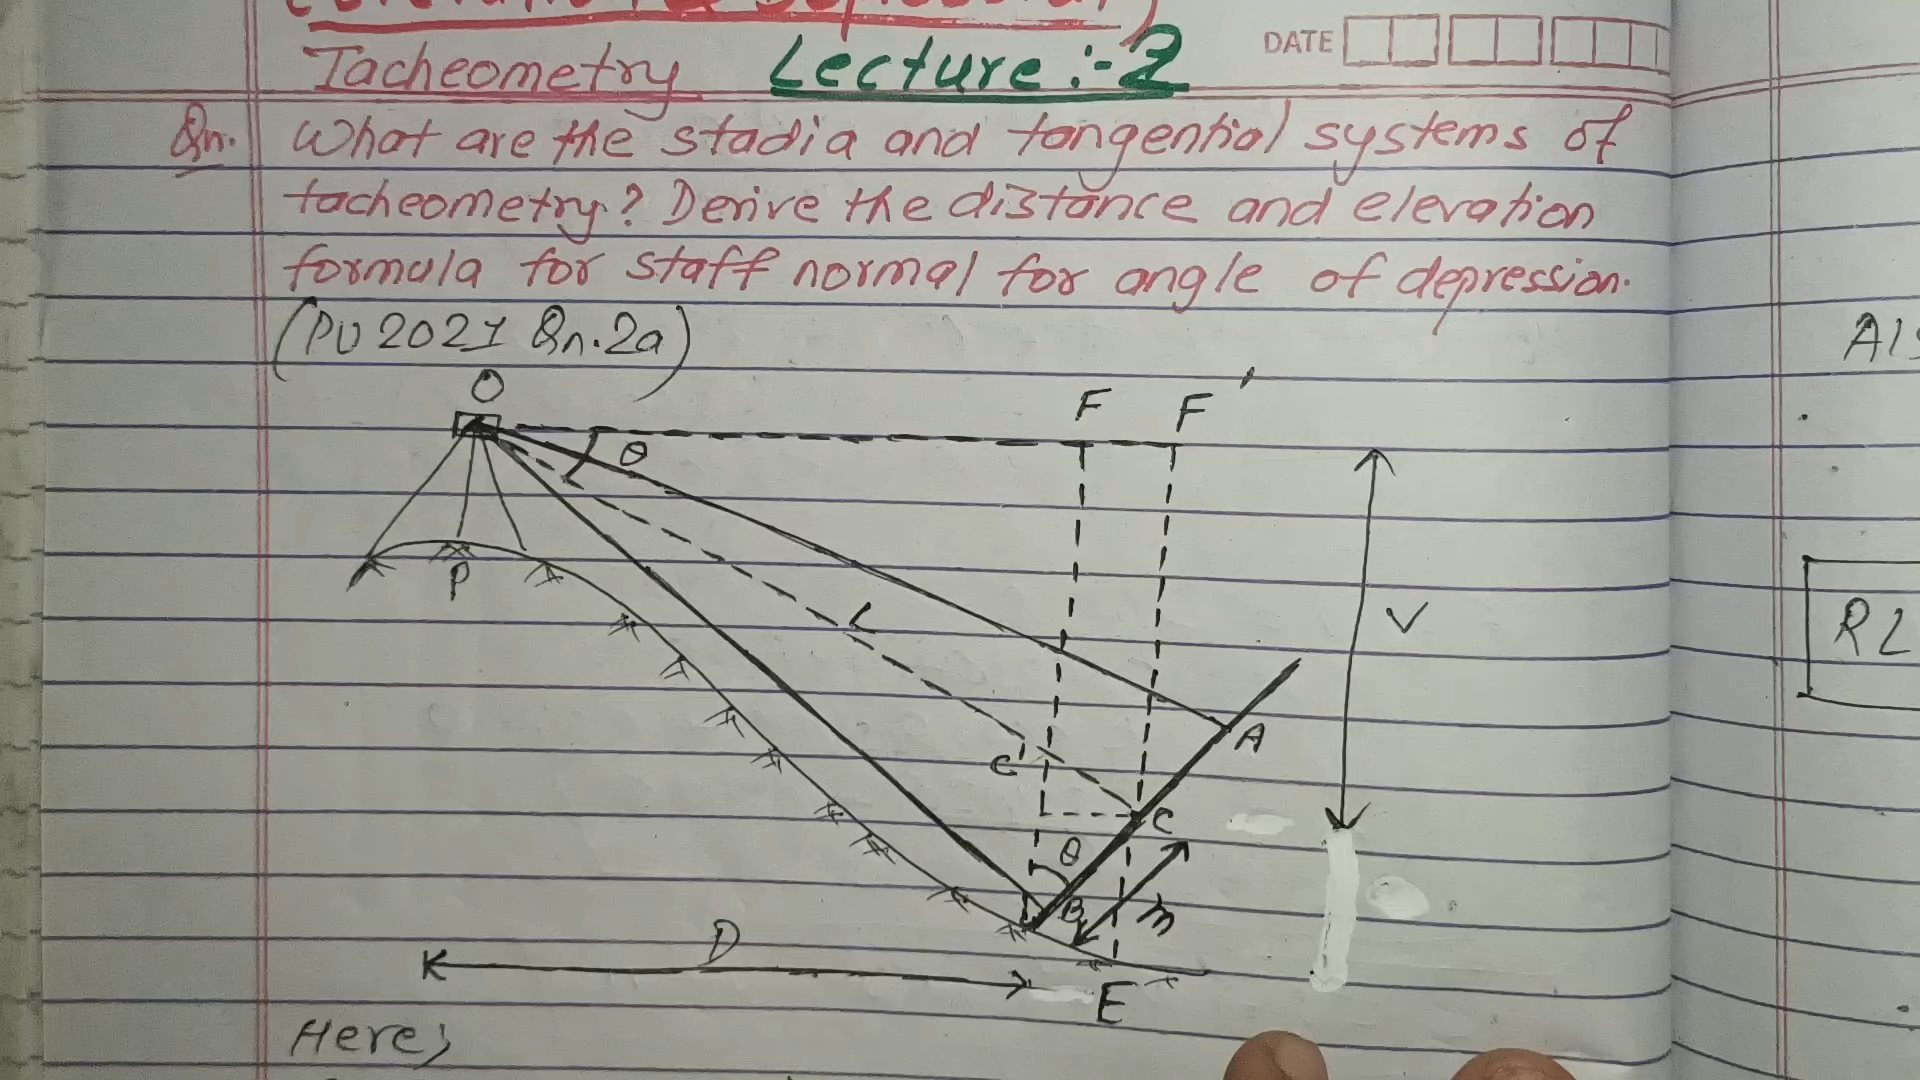 Tacheometry Lecture:-2
DATE
Qn. What are the stadia and tangential systems of
tacheometry? Derive the distance and elevation
formula for staff normal for angle of depression.
(PU 2021 Qn.2a)
O
F F'
θ
P
L
V
A
C'
C
θ
B
h
D
E
Here;
RL